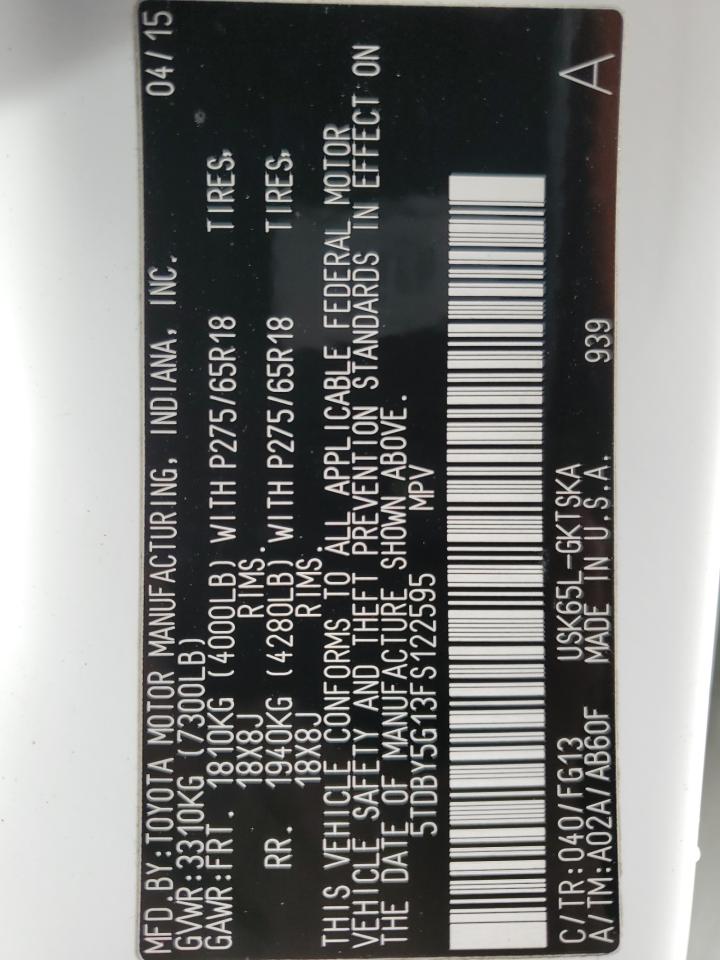 MFD.BY:TOYOTA MOTOR MANUFACTURING, INDIANA, INC. 04/15
GVWR:3310KG (7300LB)
GAWR:FRT. 1810KG (4000LB) WITH P275/65R18 TIRES,
18X8J RIMS.
RR. 1940KG (4280LB) WITH P275/65R18 TIRES,
18X8J RIMS.
THIS VEHICLE CONFORMS TO ALL APPLICABLE FEDERAL MOTOR
VEHICLE SAFETY AND THEFT PREVENTION STANDARDS IN EFFECT ON
THE DATE OF MANUFACTURE SHOWN ABOVE.
5TDBY5G13FS122595 MPV
C/TR:040/FG13 USK65L-GKTSKA A
A/TM:A02A/AB60F MADE IN U.S.A. 939